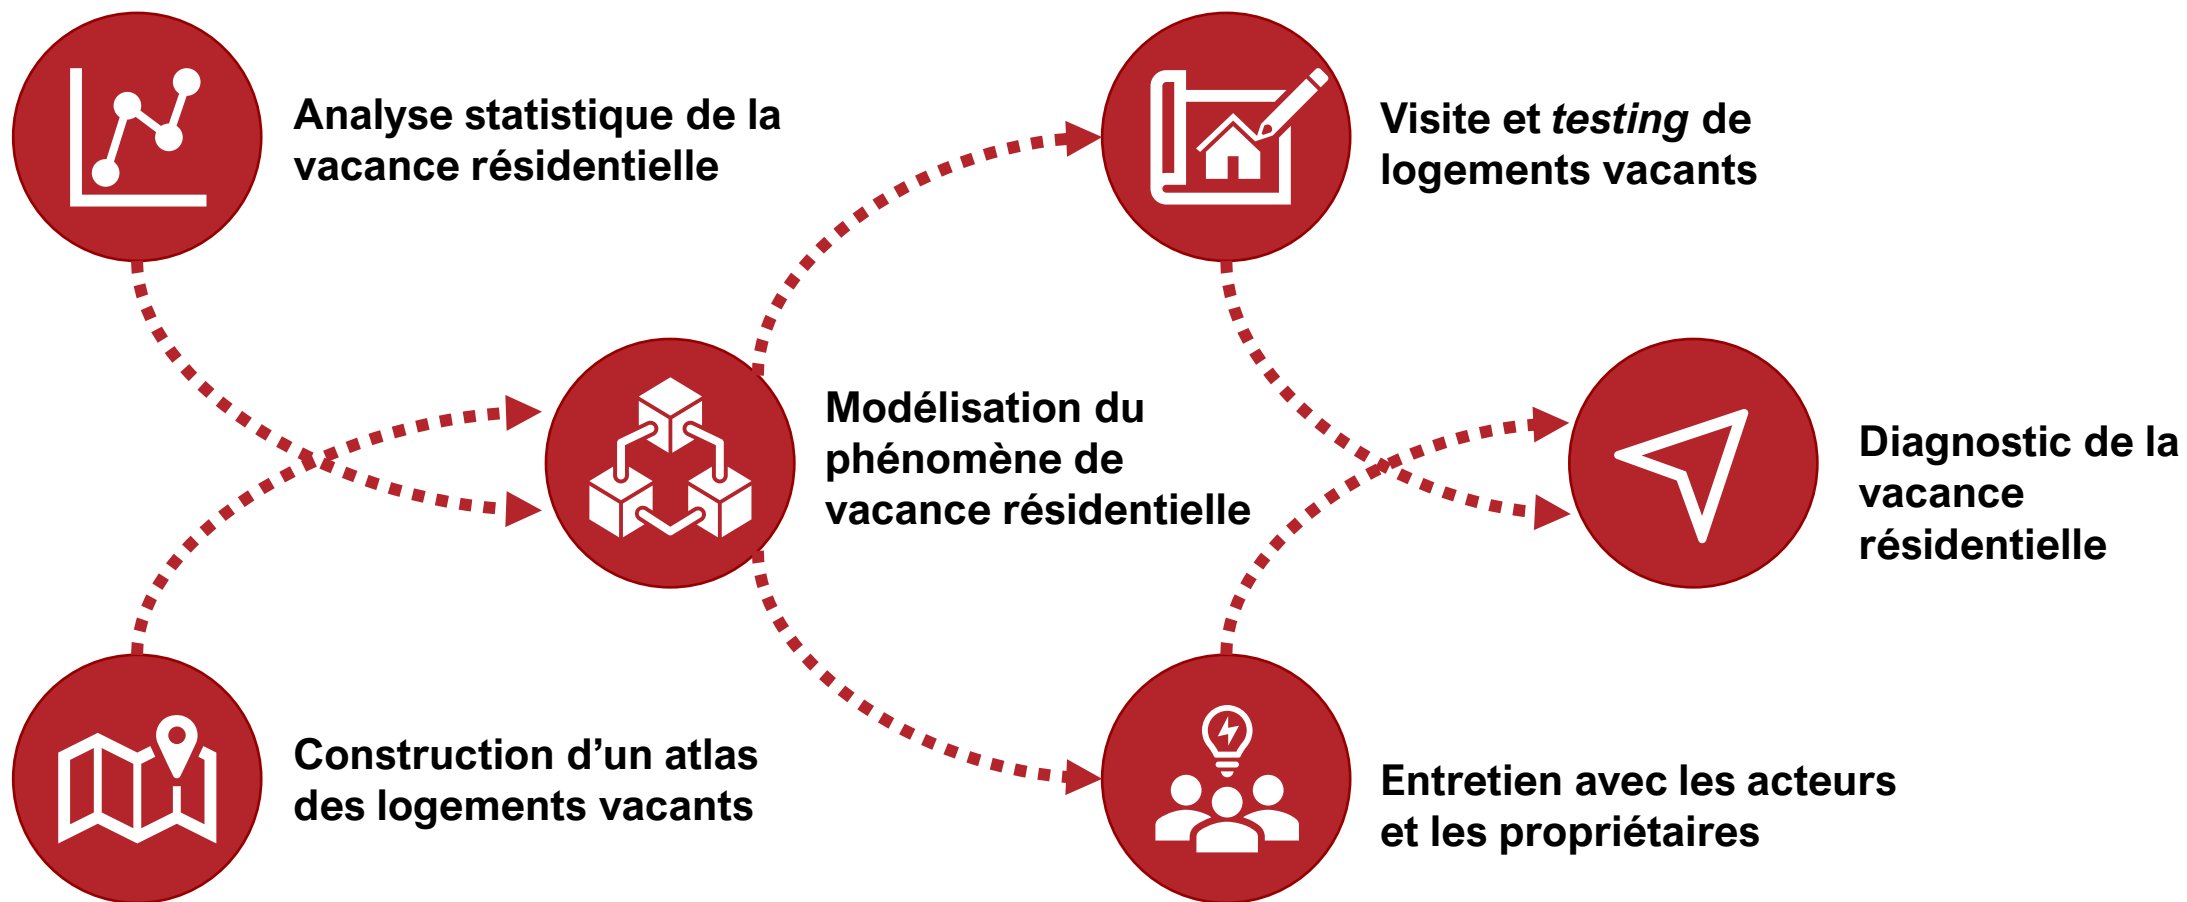 Analyse statistique de la
vacance résidentielle
Visite et testing de
logements vacants
Modélisation du
phénomène de
vacance résidentielle
Diagnostic de la
vacance
résidentielle
Construction d’un atlas
des logements vacants
Entretien avec les acteurs
et les propriétaires